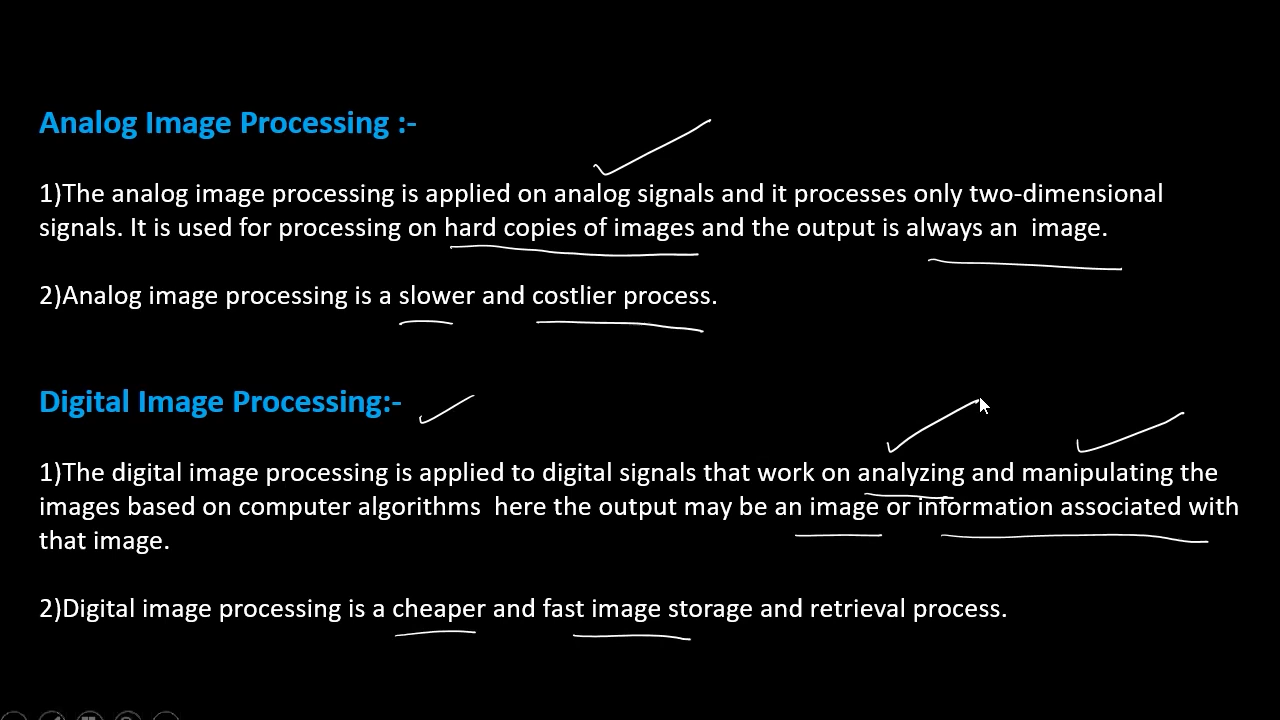 Analog Image Processing :-
1)The analog image processing is applied on analog signals and it processes only two-dimensional
signals. It is used for processing on hard copies of images and the output is always an  image.
2)Analog image processing is a slower and costlier process.
Digital Image Processing:-
1)The digital image processing is applied to digital signals that work on analyzing and manipulating the
images based on computer algorithms  here the output may be an image or information associated with
that image.
2)Digital image processing is a cheaper and fast image storage and retrieval process.